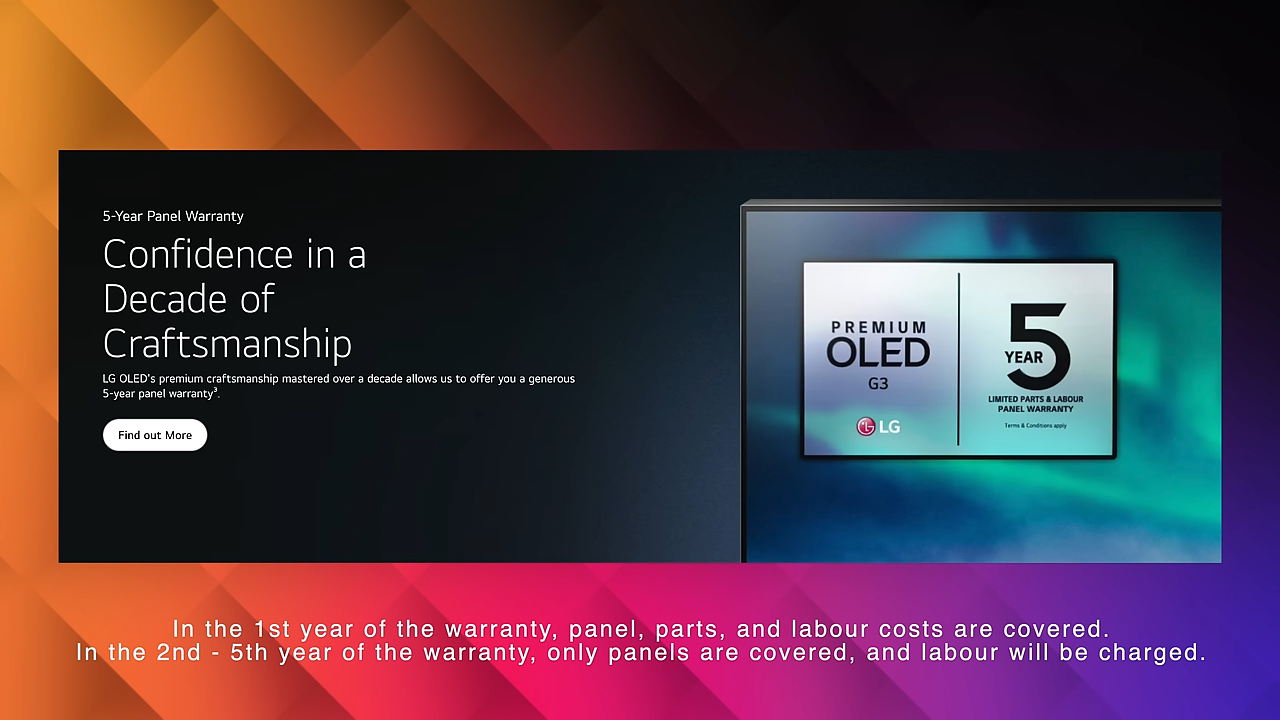 5-Year Panel Warranty
Confidence in a
Decade of
Craftsmanship
LG OLED's premium craftsmanship mastered over a decade allows us to offer you a generous
5-year panel warranty³.
Find out More
PREMIUM
OLED
G3
LG
5
YEAR
LIMITED PARTS & LABOUR
PANEL WARRANTY
Terms & Conditions apply
In the 1st year of the warranty, panel, parts, and labour costs are covered.
In the 2nd - 5th year of the warranty, only panels are covered, and labour will be charged.